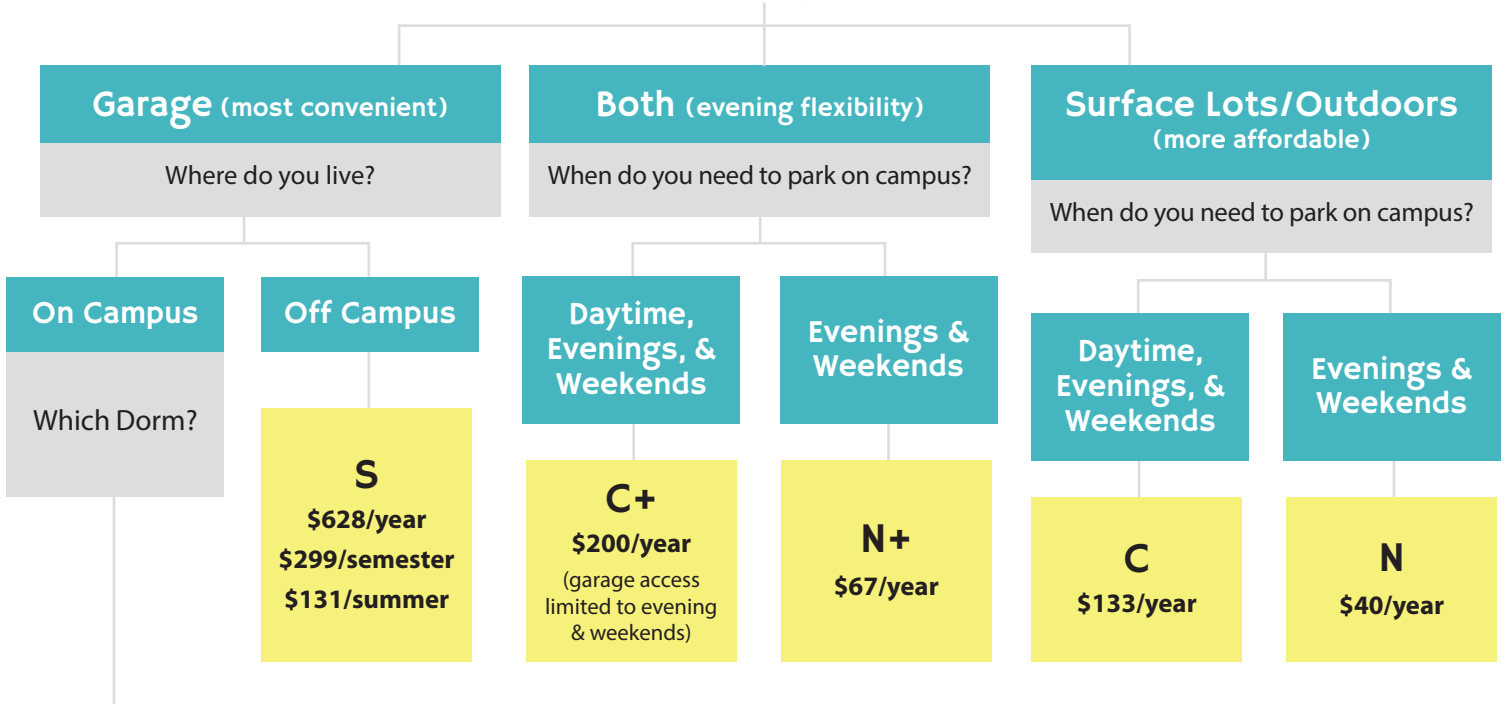 Garage (most convenient)
Where do you live?
On Campus
Which Dorm?
Off Campus
S
$628/year
$299/semester
$131/summer
Both (evening flexibility)
When do you need to park on campus?
Daytime,
Evenings, &
Weekends
C+
$200/year
(garage access
limited to evening
& weekends)
Evenings &
Weekends
N+
$67/year
Surface Lots/Outdoors
(more affordable)
When do you need to park on campus?
Daytime,
Evenings, &
Weekends
C
$133/year
Evenings &
Weekends
N
$40/year